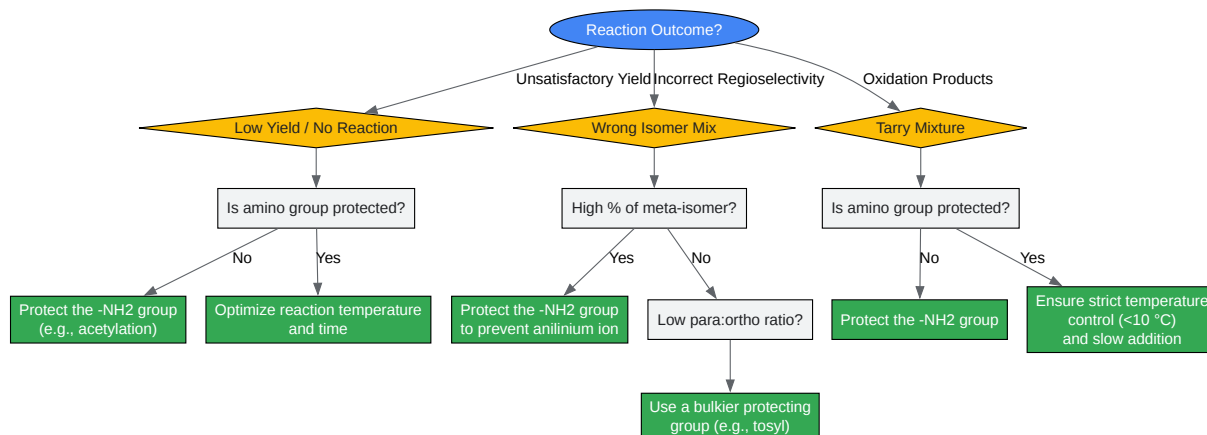 Reaction Outcome?
Unsatisfactory Yield
Incorrect Regioselectivity
Oxidation Products
Low Yield / No Reaction
Wrong Isomer Mix
Tarry Mixture
Is amino group protected?
High % of meta-isomer?
Is amino group protected?
No
Yes
Yes
No
No
Yes
Protect the -NH2 group
(e.g., acetylation)
Optimize reaction temperature
and time
Protect the -NH2 group
to prevent anilinium ion
Low para:ortho ratio?
Protect the -NH2 group
Ensure strict temperature
control (<10 °C)
and slow addition
Use a bulkier protecting
group (e.g., tosyl)